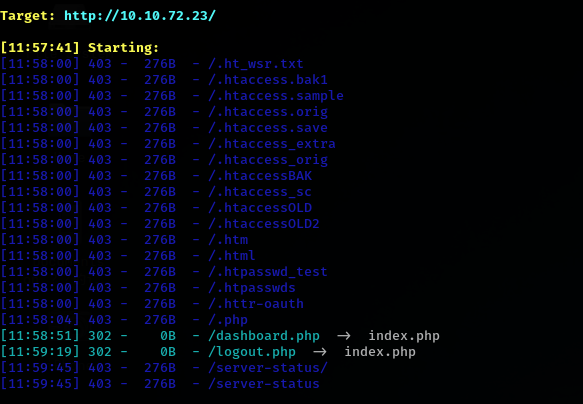 Target: http://10.10.72.23/
[11:57:41] Starting:
[11:58:00] 403 -  276B  - /.ht_wsr.txt
[11:58:00] 403 -  276B  - /.htaccess.bak1
[11:58:00] 403 -  276B  - /.htaccess.sample
[11:58:00] 403 -  276B  - /.htaccess.orig
[11:58:00] 403 -  276B  - /.htaccess.save
[11:58:00] 403 -  276B  - /.htaccess_extra
[11:58:00] 403 -  276B  - /.htaccess_orig
[11:58:00] 403 -  276B  - /.htaccessBAK
[11:58:00] 403 -  276B  - /.htaccess_sc
[11:58:00] 403 -  276B  - /.htaccessOLD
[11:58:00] 403 -  276B  - /.htaccessOLD2
[11:58:00] 403 -  276B  - /.htm
[11:58:00] 403 -  276B  - /.html
[11:58:00] 403 -  276B  - /.htpasswd_test
[11:58:00] 403 -  276B  - /.htpasswds
[11:58:00] 403 -  276B  - /.httr-oauth
[11:58:04] 403 -  276B  - /.php
[11:58:51] 302 -    0B  - /dashboard.php  →  index.php
[11:59:19] 302 -    0B  - /logout.php  →  index.php
[11:59:45] 403 -  276B  - /server-status/
[11:59:45] 403 -  276B  - /server-status